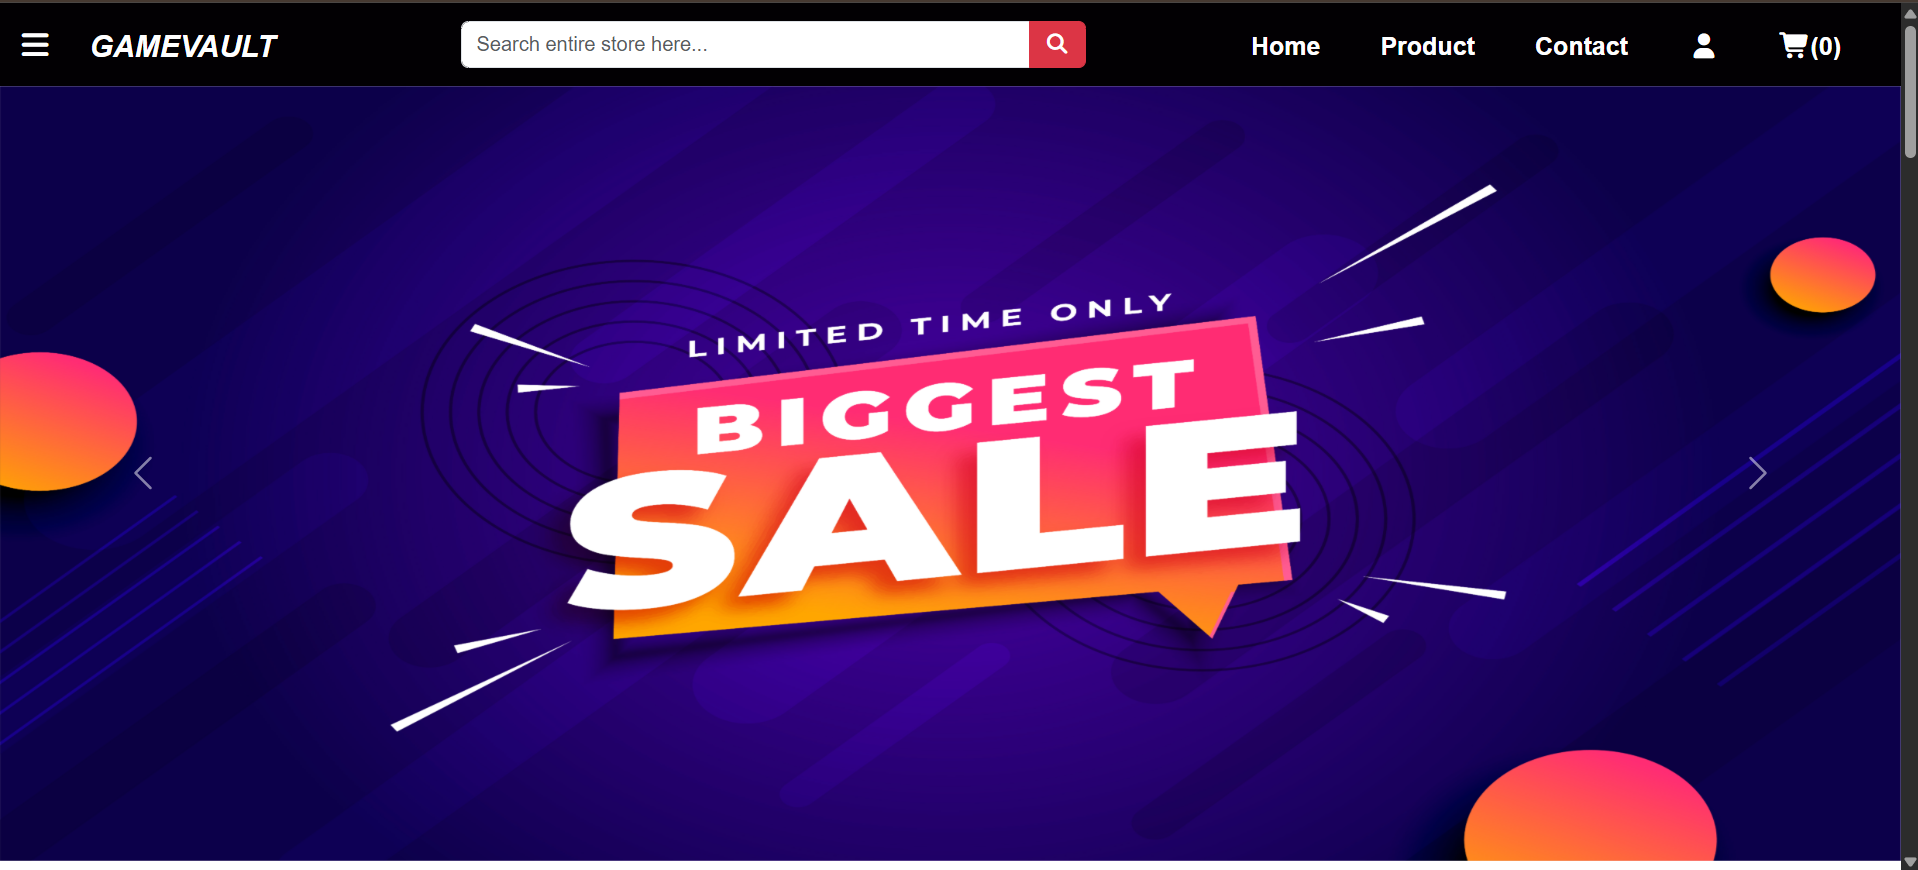 GAMEVAULT
Search entire store here...
Home
Product
Contact
(0)
LIMITED TIME ONLY
BIGGEST
SALE